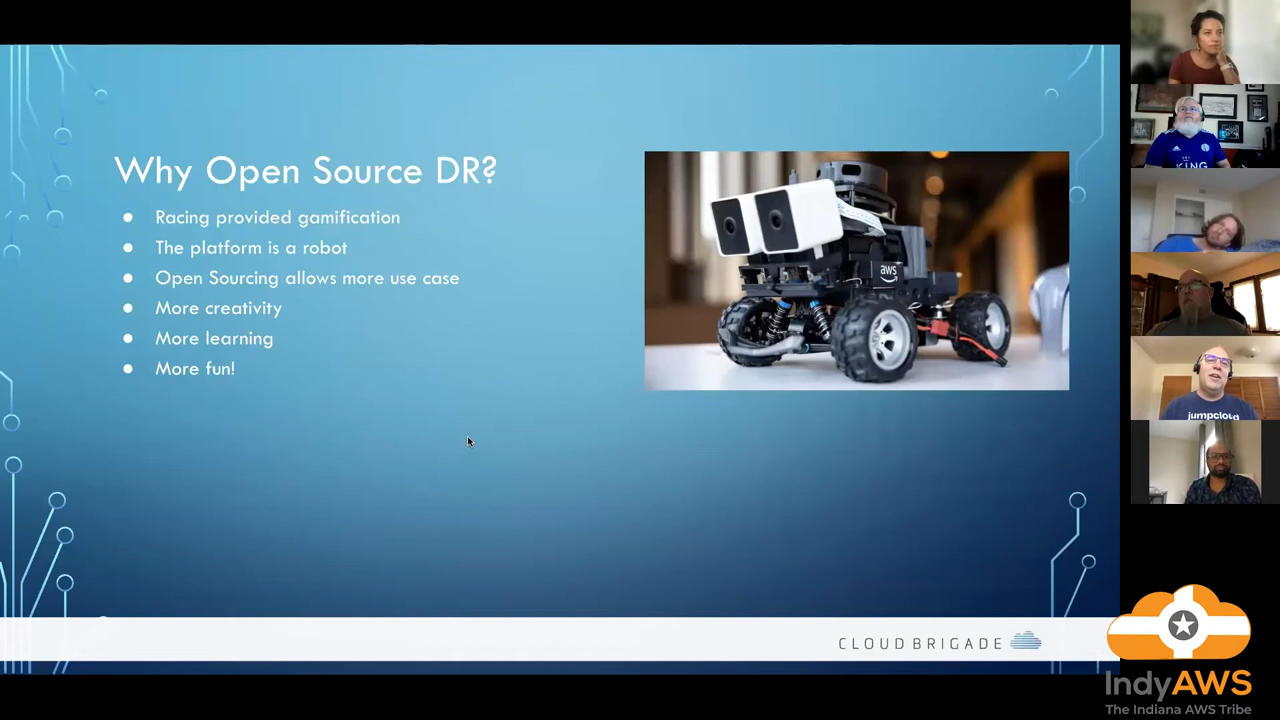 Why Open Source DR?
● Racing provided gamification
● The platform is a robot
● Open Sourcing allows more use case
● More creativity
● More learning
● More fun!
aws
KING
jumpcloud
CLOUD BRIGADE
IndyAWS
The Indiana AWS Tribe